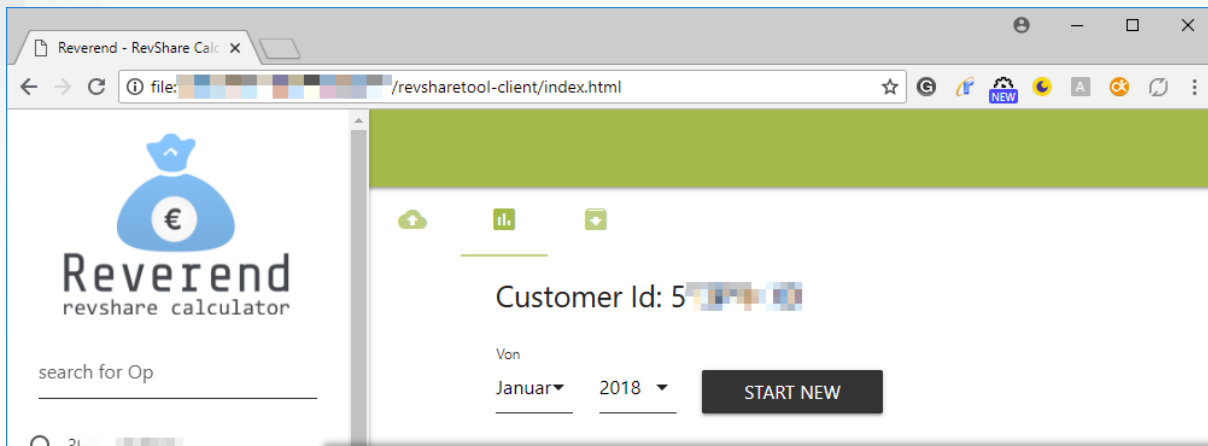 Reverend - RevShare Calc
file:
/revsharetool-client/index.html
NEW
A
€
Reverend
revshare calculator
search for Op
Customer Id: 5
Von
Januar
2018
START NEW